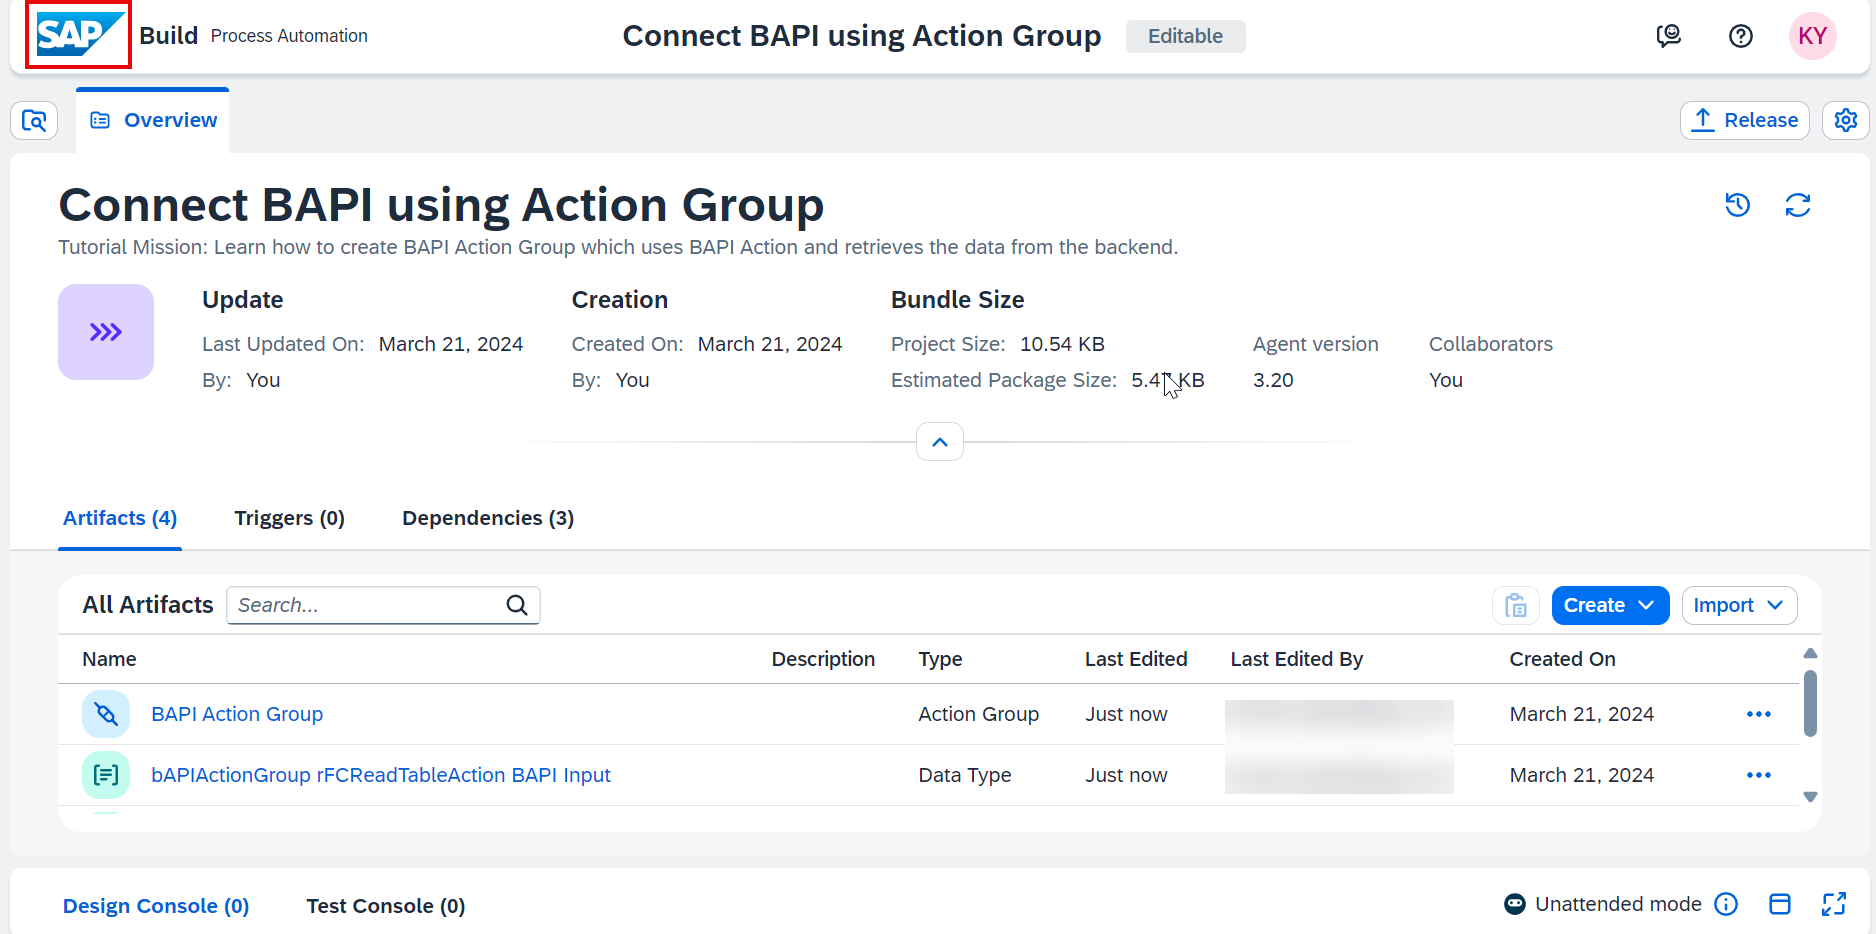 SAP Build Process Automation Connect BAPI using Action Group Editable KY
Overview Release
Connect BAPI using Action Group
Tutorial Mission: Learn how to create BAPI Action Group which uses BAPI Action and retrieves the data from the backend.
Update Creation Bundle Size
Last Updated On: March 21, 2024 Created On: March 21, 2024 Project Size: 10.54 KB Agent version Collaborators
By: You By: You Estimated Package Size: KB 3.20 You
Artifacts (4) Triggers (0) Dependencies (3)
All Artifacts Search... Create Import
Name Description Type Last Edited Last Edited By Created On
BAPI Action Group Action Group Just now March 21, 2024
bAPIActionGroup rFCReadTableAction BAPI Input Data Type Just now March 21, 2024
Design Console (0) Test Console (0) Unattended mode